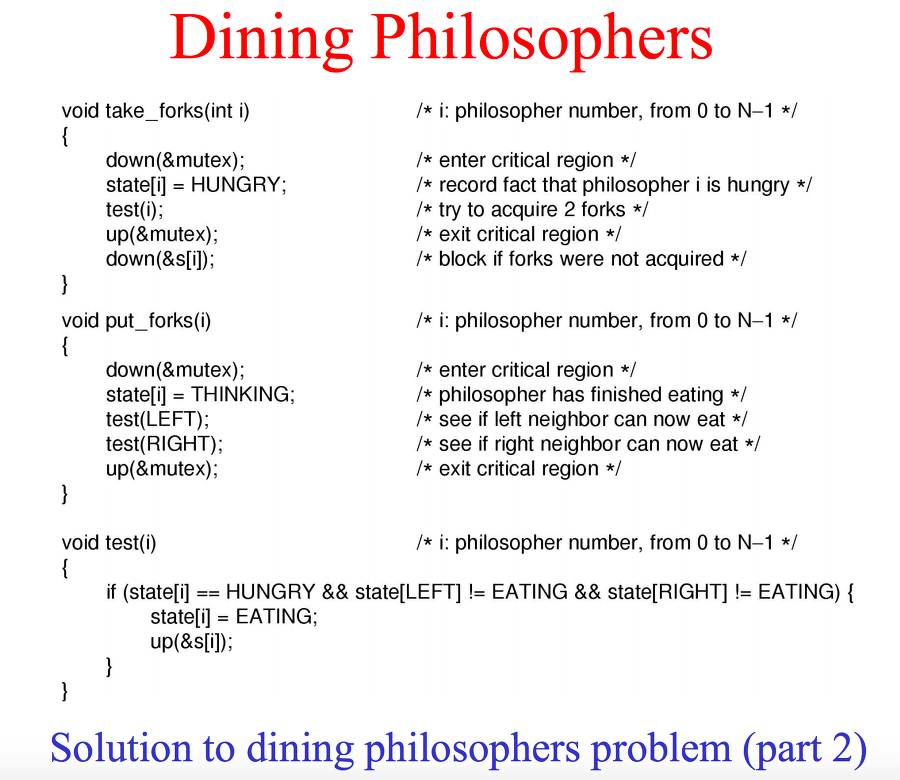 Dining Philosophers
void take_forks(int i) /* i: philosopher number, from 0 to N–1 */
{
down(&mutex); /* enter critical region */
state[i] = HUNGRY; /* record fact that philosopher i is hungry */
test(i); /* try to acquire 2 forks */
up(&mutex); /* exit critical region */
down(&s[i]); /* block if forks were not acquired */
}
void put_forks(i) /* i: philosopher number, from 0 to N–1 */
{
down(&mutex); /* enter critical region */
state[i] = THINKING; /* philosopher has finished eating */
test(LEFT); /* see if left neighbor can now eat */
test(RIGHT); /* see if right neighbor can now eat */
up(&mutex); /* exit critical region */
}
void test(i) /* i: philosopher number, from 0 to N–1 */
{
if (state[i] == HUNGRY && state[LEFT] != EATING && state[RIGHT] != EATING) {
state[i] = EATING;
up(&s[i]);
}
}
Solution to dining philosophers problem (part 2)